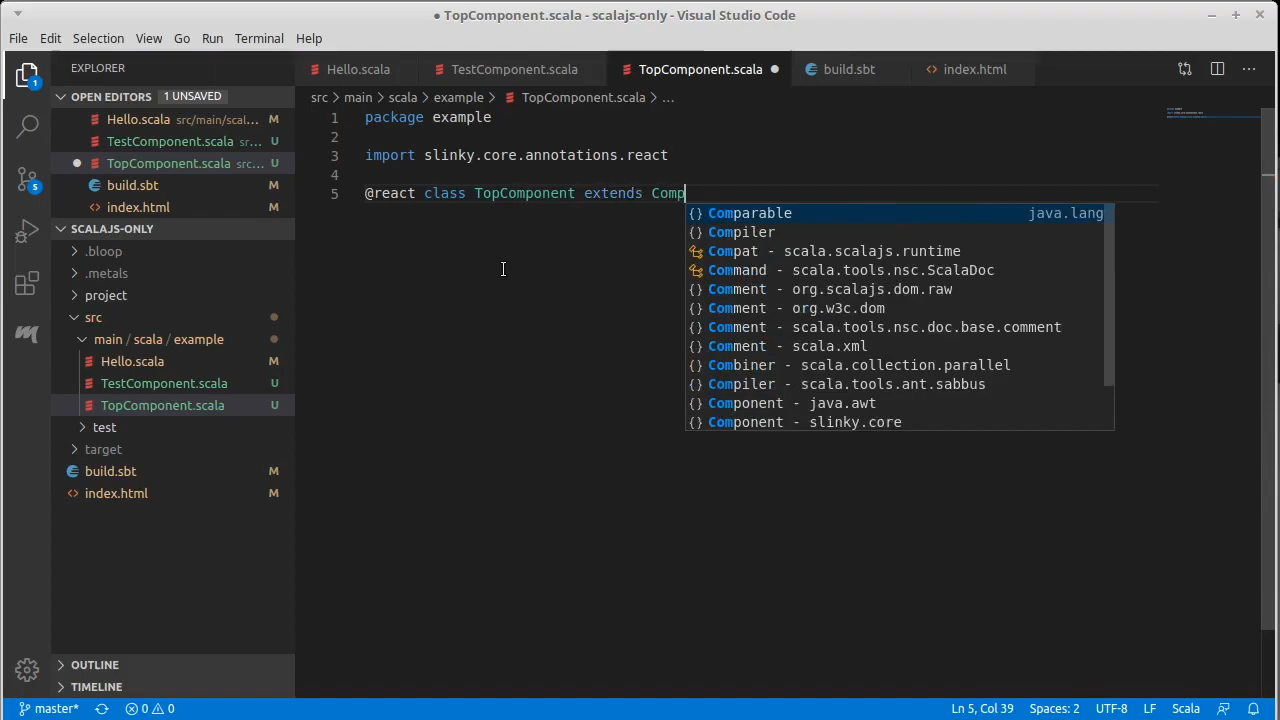 ● TopComponent.scala - scalajs-only - Visual Studio Code
File Edit Selection View Go Run Terminal Help
EXPLORER
Hello.scala TestComponent.scala TopComponent.scala build.sbt index.html
OPEN EDITORS 1 UNSAVED
src > main > scala > example > TopComponent.scala > ...
Hello.scala src/main/scal... M
TestComponent.scala sr... U
TopComponent.scala src... U
build.sbt M
index.html M
SCALAJS-ONLY
.bloop
.metals
project
src
main / scala / example
Hello.scala M
TestComponent.scala U
TopComponent.scala U
test
target
build.sbt M
index.html M
OUTLINE
TIMELINE
1
5
1 package example
2
3 import slinky.core.annotations.react
4
5 @react class TopComponent extends Comp
{} Comparable java.lang
{} Compiler
Compat - scala.scalajs.runtime
Command - scala.tools.nsc.ScalaDoc
{} Comment - org.scalajs.dom.raw
{} Comment - org.w3c.dom
{} Comment - scala.tools.nsc.doc.base.comment
{} Comment - scala.xml
{} Combiner - scala.collection.parallel
{} Compiler - scala.tools.ant.sabbus
{} Component - java.awt
{} Component - slinky.core
master* 0 0 Ln 5, Col 39 Spaces: 2 UTF-8 LF Scala